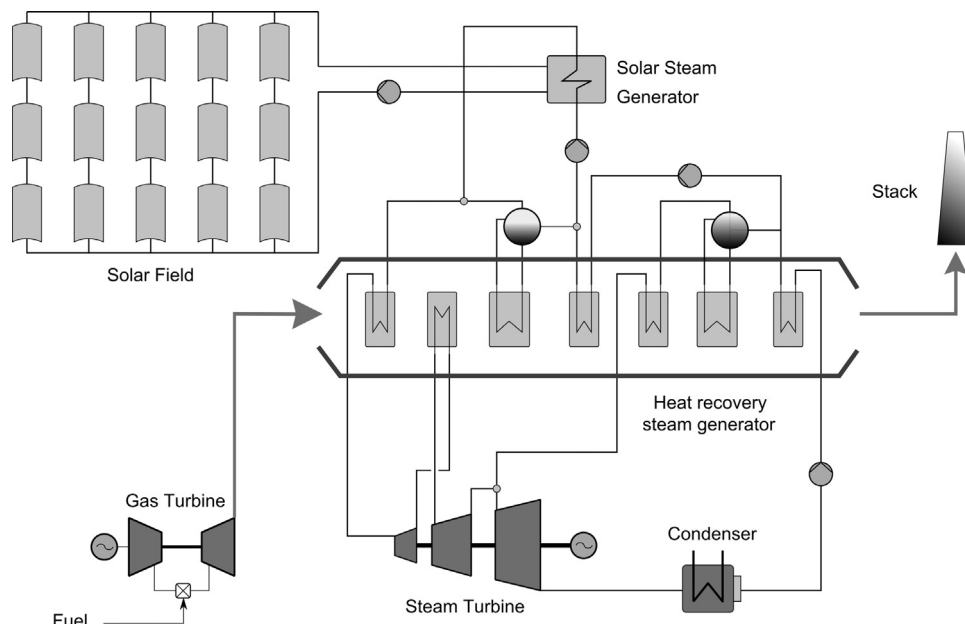 Solar Steam
Generator
Stack
Solar Field
Heat recovery
steam generator
Gas Turbine
Condenser
Steam Turbine
Fuel